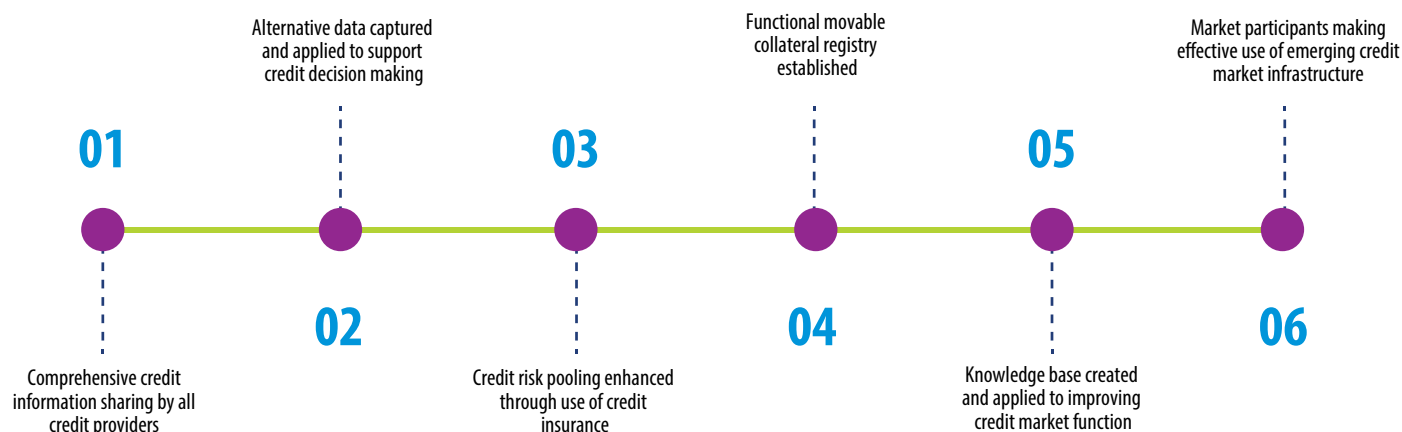 01
Comprehensive credit
information sharing by all
credit providers
Alternative data captured
and applied to support
credit decision making
02
03
Credit risk pooling enhanced
through use of credit
insurance
Functional movable
collateral registry
established
04
05
Knowledge base created
and applied to improving
credit market function
Market participants making
effective use of emerging credit
market infrastructure
06